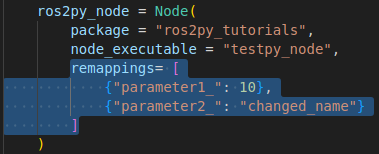 ros2py_node = Node(
package = "ros2py_tutorials",
node_executable = "testpy_node",
remappings= [
{"parameter1_": 10},
{"parameter2_": "changed_name"}
]
)